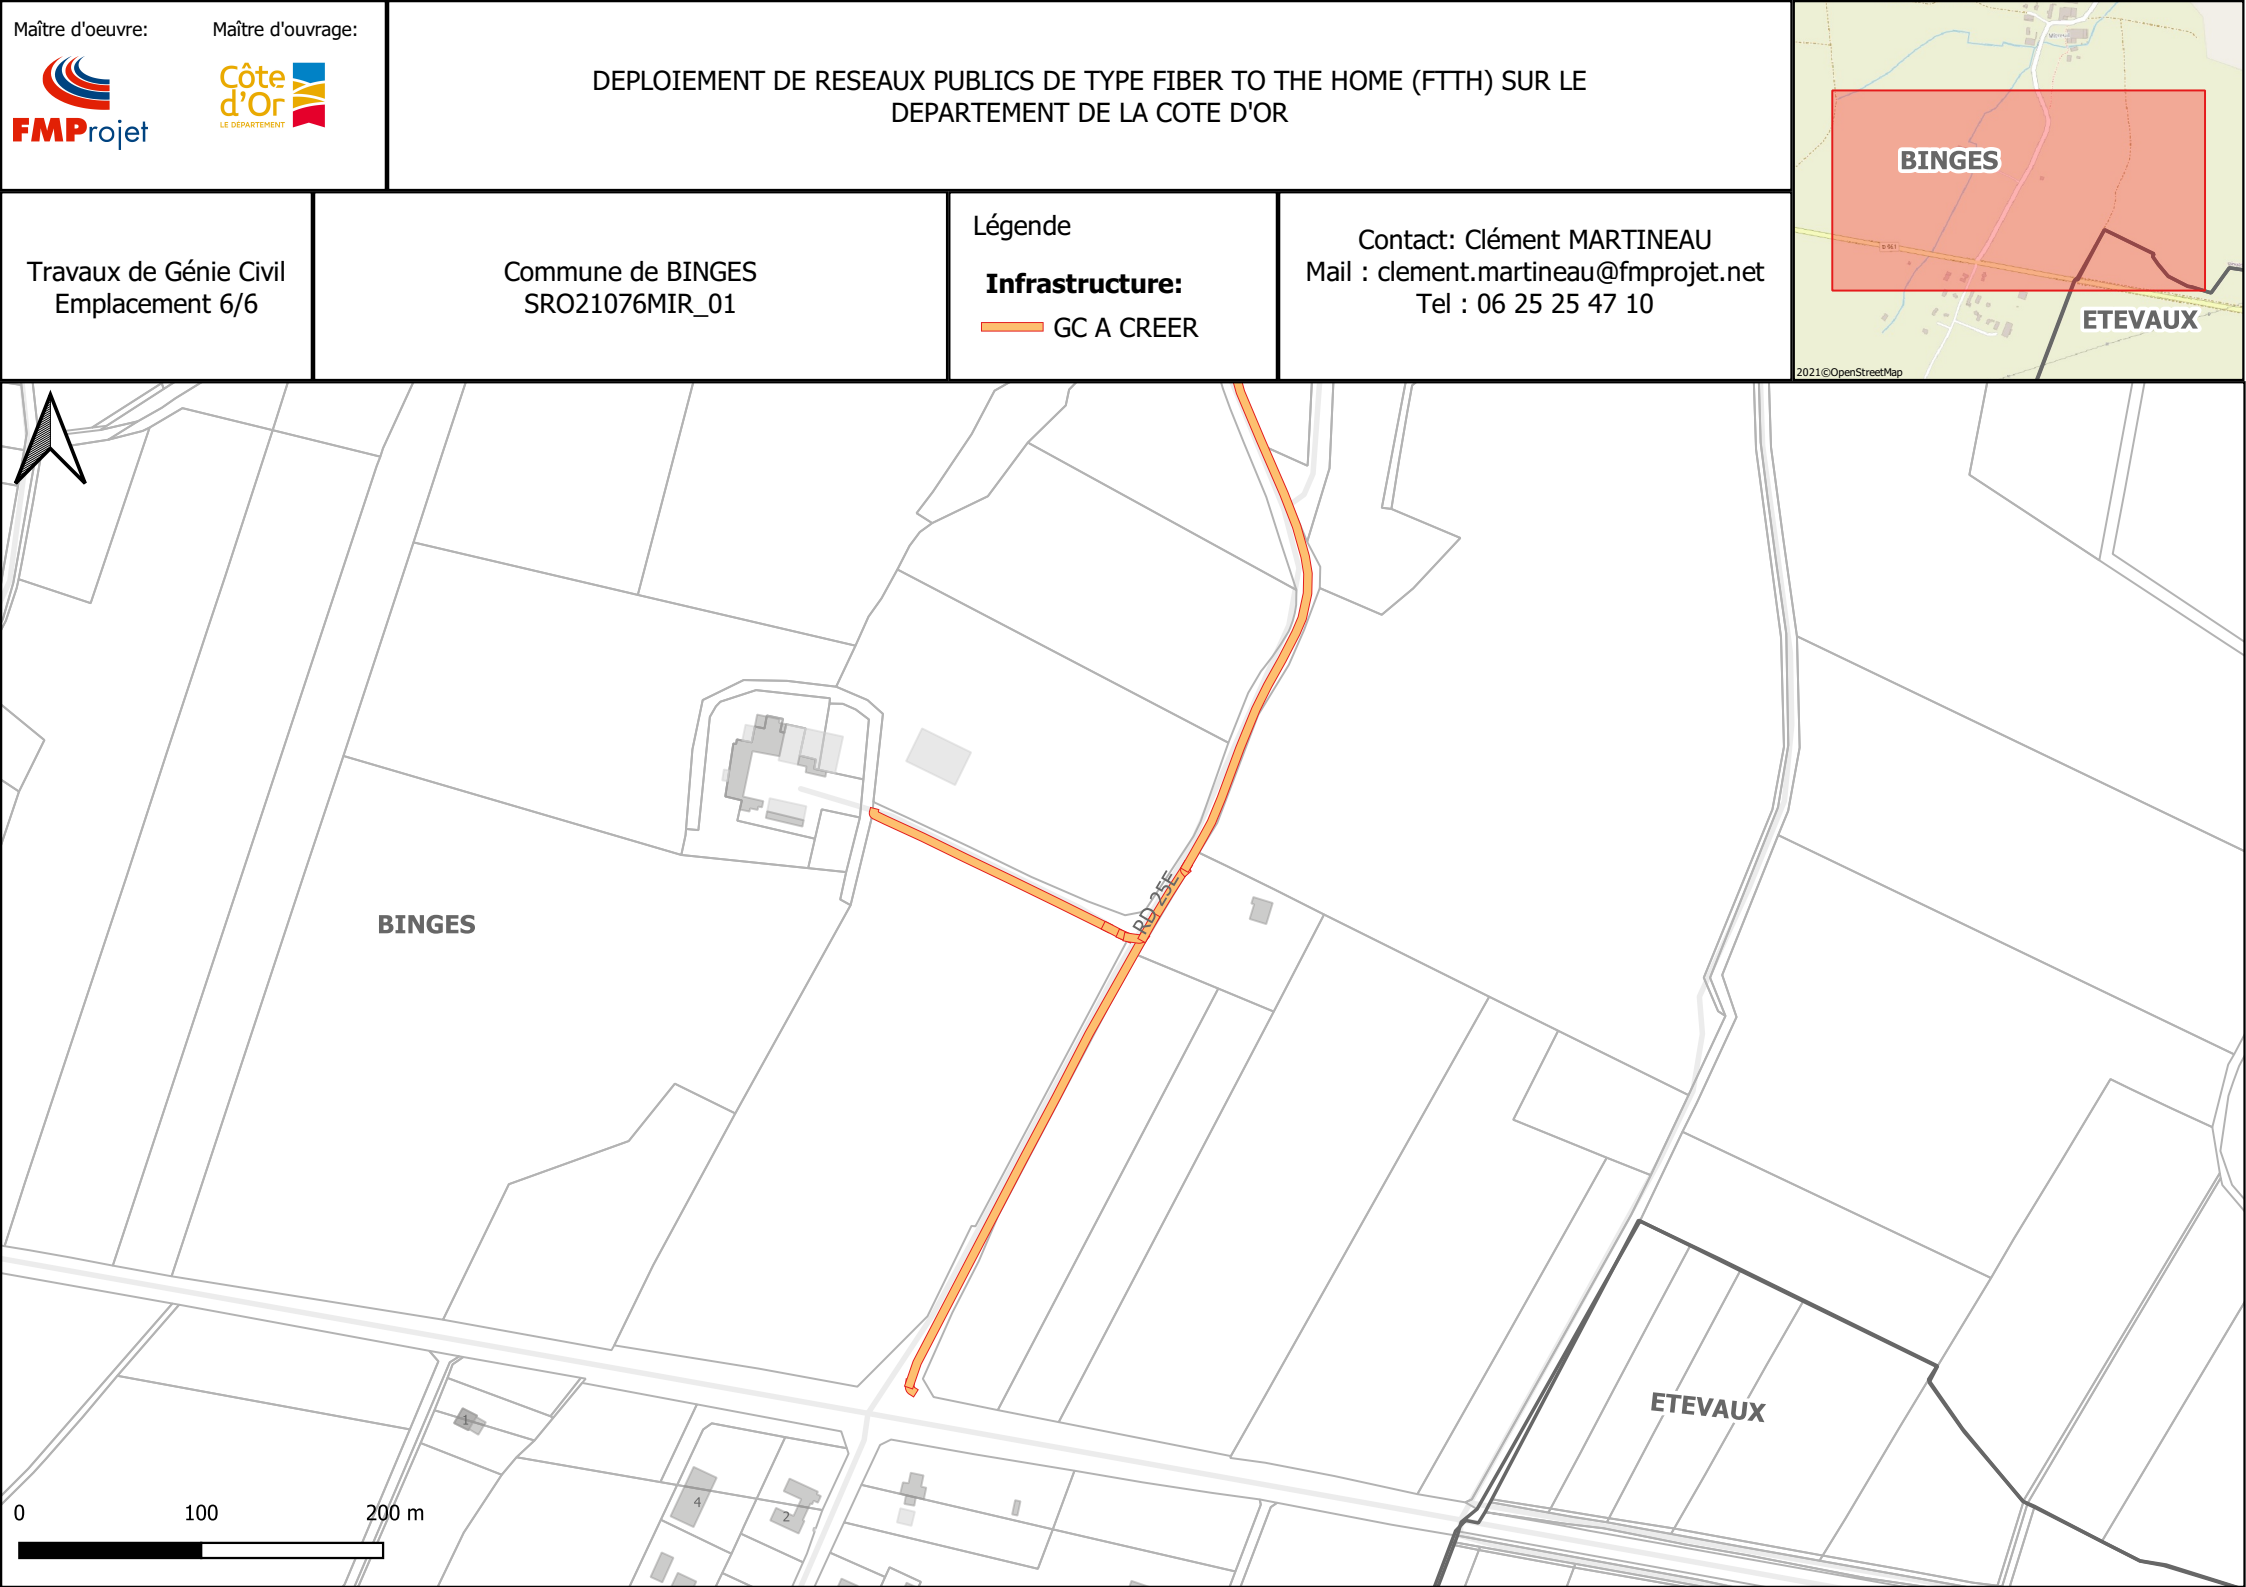 Maître d'oeuvre:
Maître d'ouvrage:
FMProjet
Côte
d'Or
LE DÉPARTEMENT
DEPLOIEMENT DE RESEAUX PUBLICS DE TYPE FIBER TO THE HOME (FTTH) SUR LE
DEPARTEMENT DE LA COTE D'OR
Travaux de Génie Civil
Emplacement 6/6
Commune de BINGES
SRO21076MIR_01
Légende
Infrastructure:
GC A CREER
Contact: Clément MARTINEAU
Mail : clement.martineau@fmprojet.net
Tel : 06 25 25 47 10
BINGES
ETEVAUX
2021©OpenStreetMap
RD 25E
BINGES
ETEVAUX
1
4
2
0 100 200 m